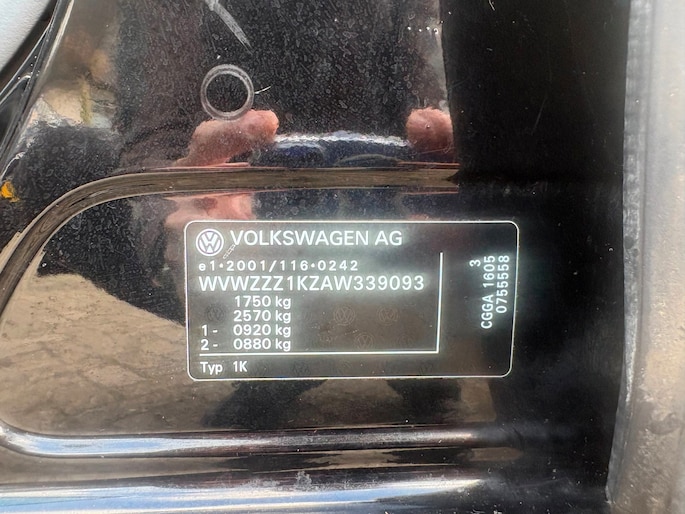 VOLKSWAGEN AG
e1*2001/116*0242
WVWZZZ1KZAW339093
1750 kg
2570 kg
1- 0920 kg
2- 0880 kg
Typ 1K
3
CGGA 1605
0755558